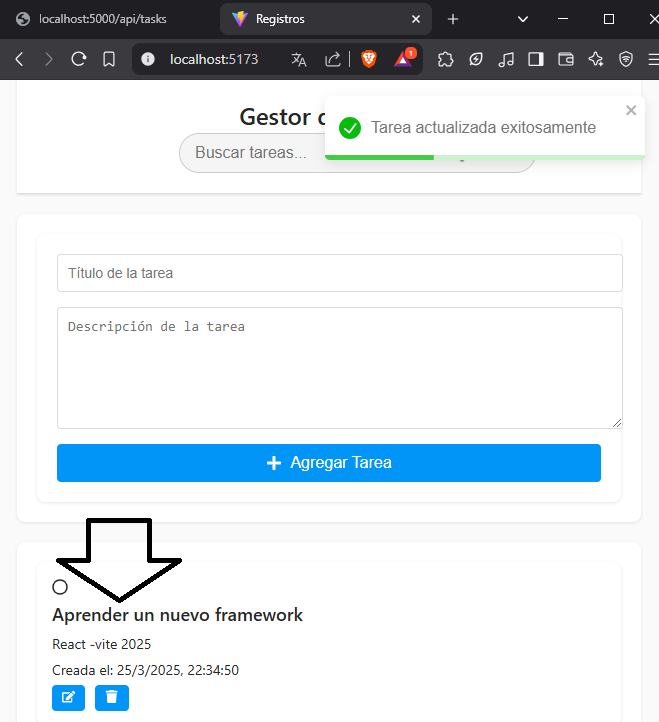 localhost:5000/api/tasks
Registros
localhost:5173
1
Gestor
Tarea actualizada exitosamente
Buscar tareas...
Título de la tarea
Descripción de la tarea
Agregar Tarea
Aprender un nuevo framework
React -vite 2025
Creada el: 25/3/2025, 22:34:50